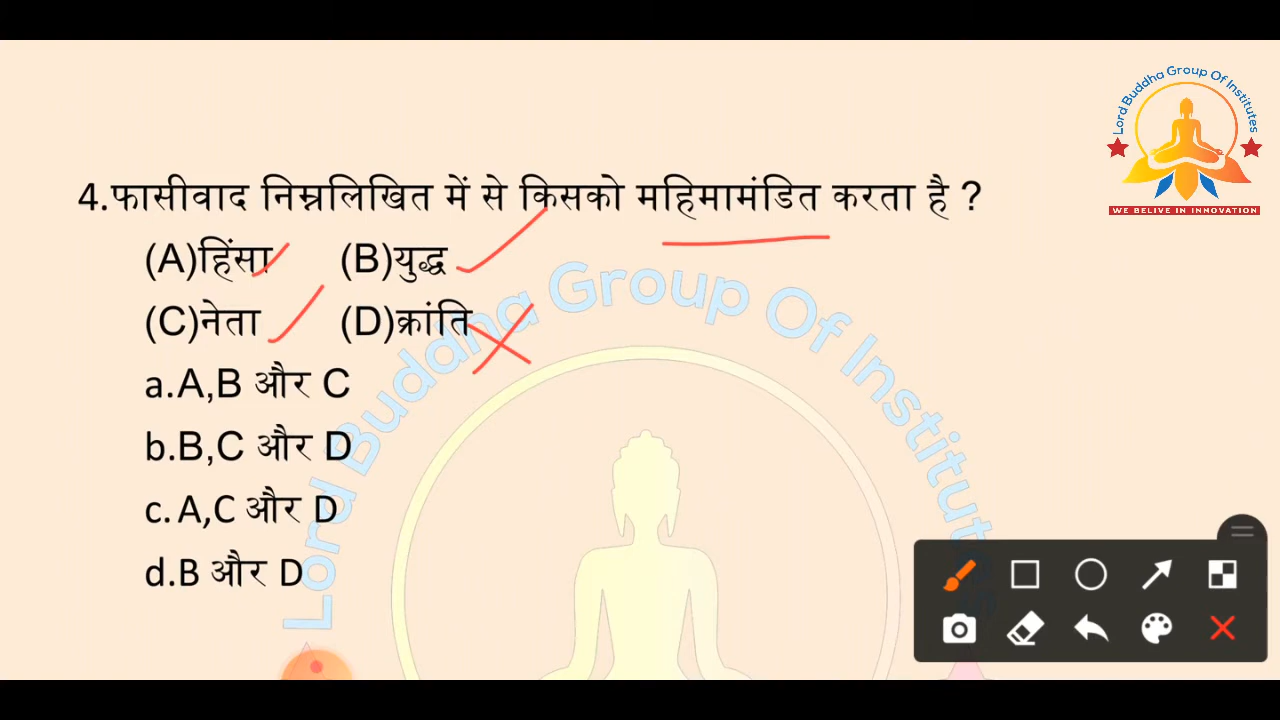 Lord Buddha Group Of Institutes
WE BELIVE IN INNOVATION
4.फासीवाद निम्नलिखित में से किसको महिमामंडित करता है ?
(A)हिंसा (B)युद्ध
(C)नेता (D)क्रांति
a.A,B और C
b.B,C और D
c.A,C और D
d.B और D
Lord Buddha Group Of Institutes